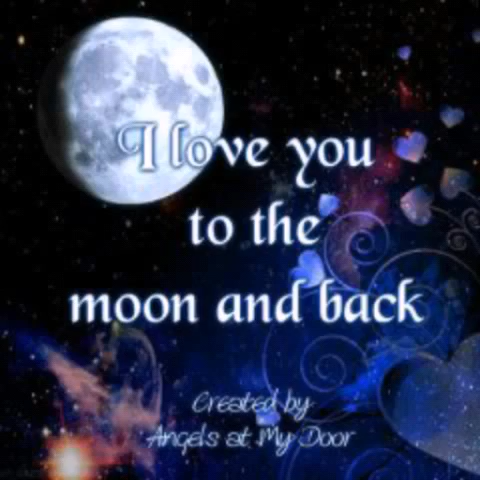 I love you
to the
moon and back
Created by
Angels at My Door